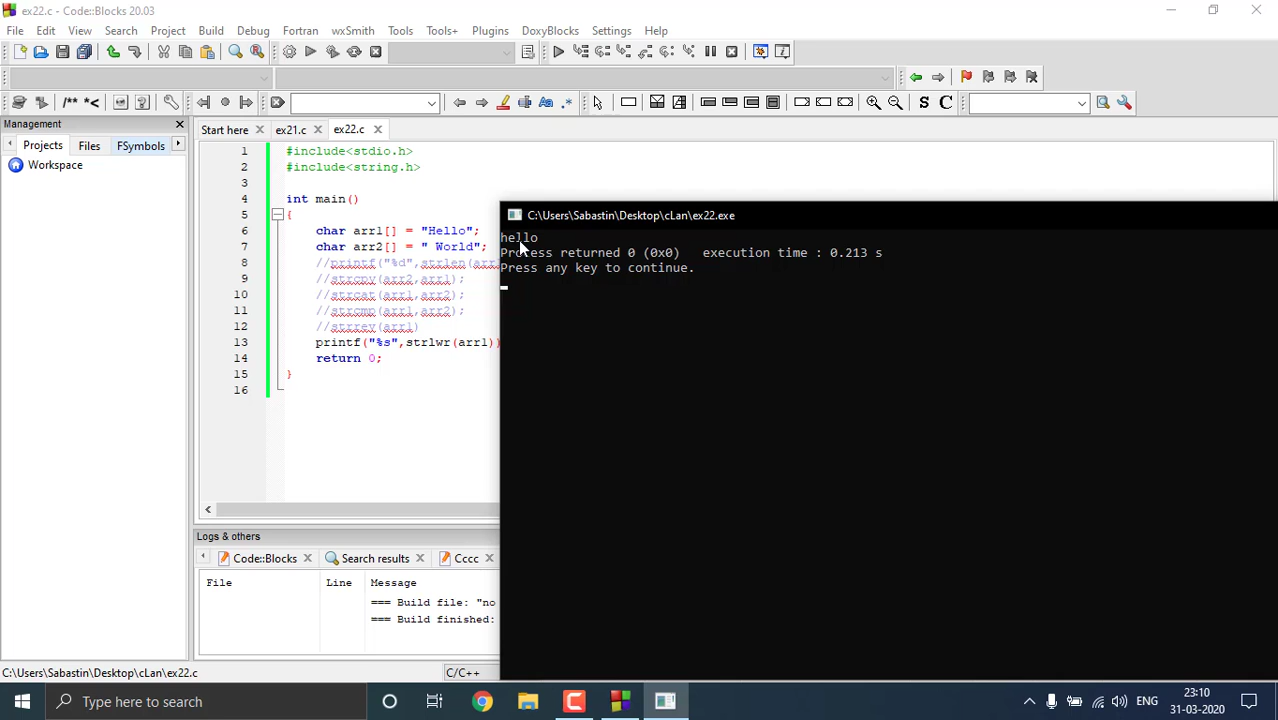 ex22.c - Code::Blocks 20.03
File Edit View Search Project Build Debug Fortran wxSmith Tools Tools+ Plugins DoxyBlocks Settings Help
/** *<
S C
Management
Projects Files FSymbols
Workspace
Start here ex21.c ex22.c
1 #include<stdio.h>
2 #include<string.h>
3
4 int main()
5 {
6 char arr1[] = "Hello";
7 char arr2[] = " World";
8 //printf("%d",strlen(arr
9 //strcpy(arr2,arr1);
10 //strcat(arr1,arr2);
11 //strcmp(arr1,arr2);
12 //strrev(arr1)
13 printf("%s",strlwr(arr1))
14 return 0;
15 }
16
C:\Users\Sabastin\Desktop\cLan\ex22.exe
hello
Process returned 0 (0x0) execution time : 0.213 s
Press any key to continue.
Logs & others
Code::Blocks Search results Cccc
File Line Message
=== Build file: "no
=== Build finished:
C:\Users\Sabastin\Desktop\cLan\ex22.c C/C++
Type here to search
ENG
23:10
31-03-2020